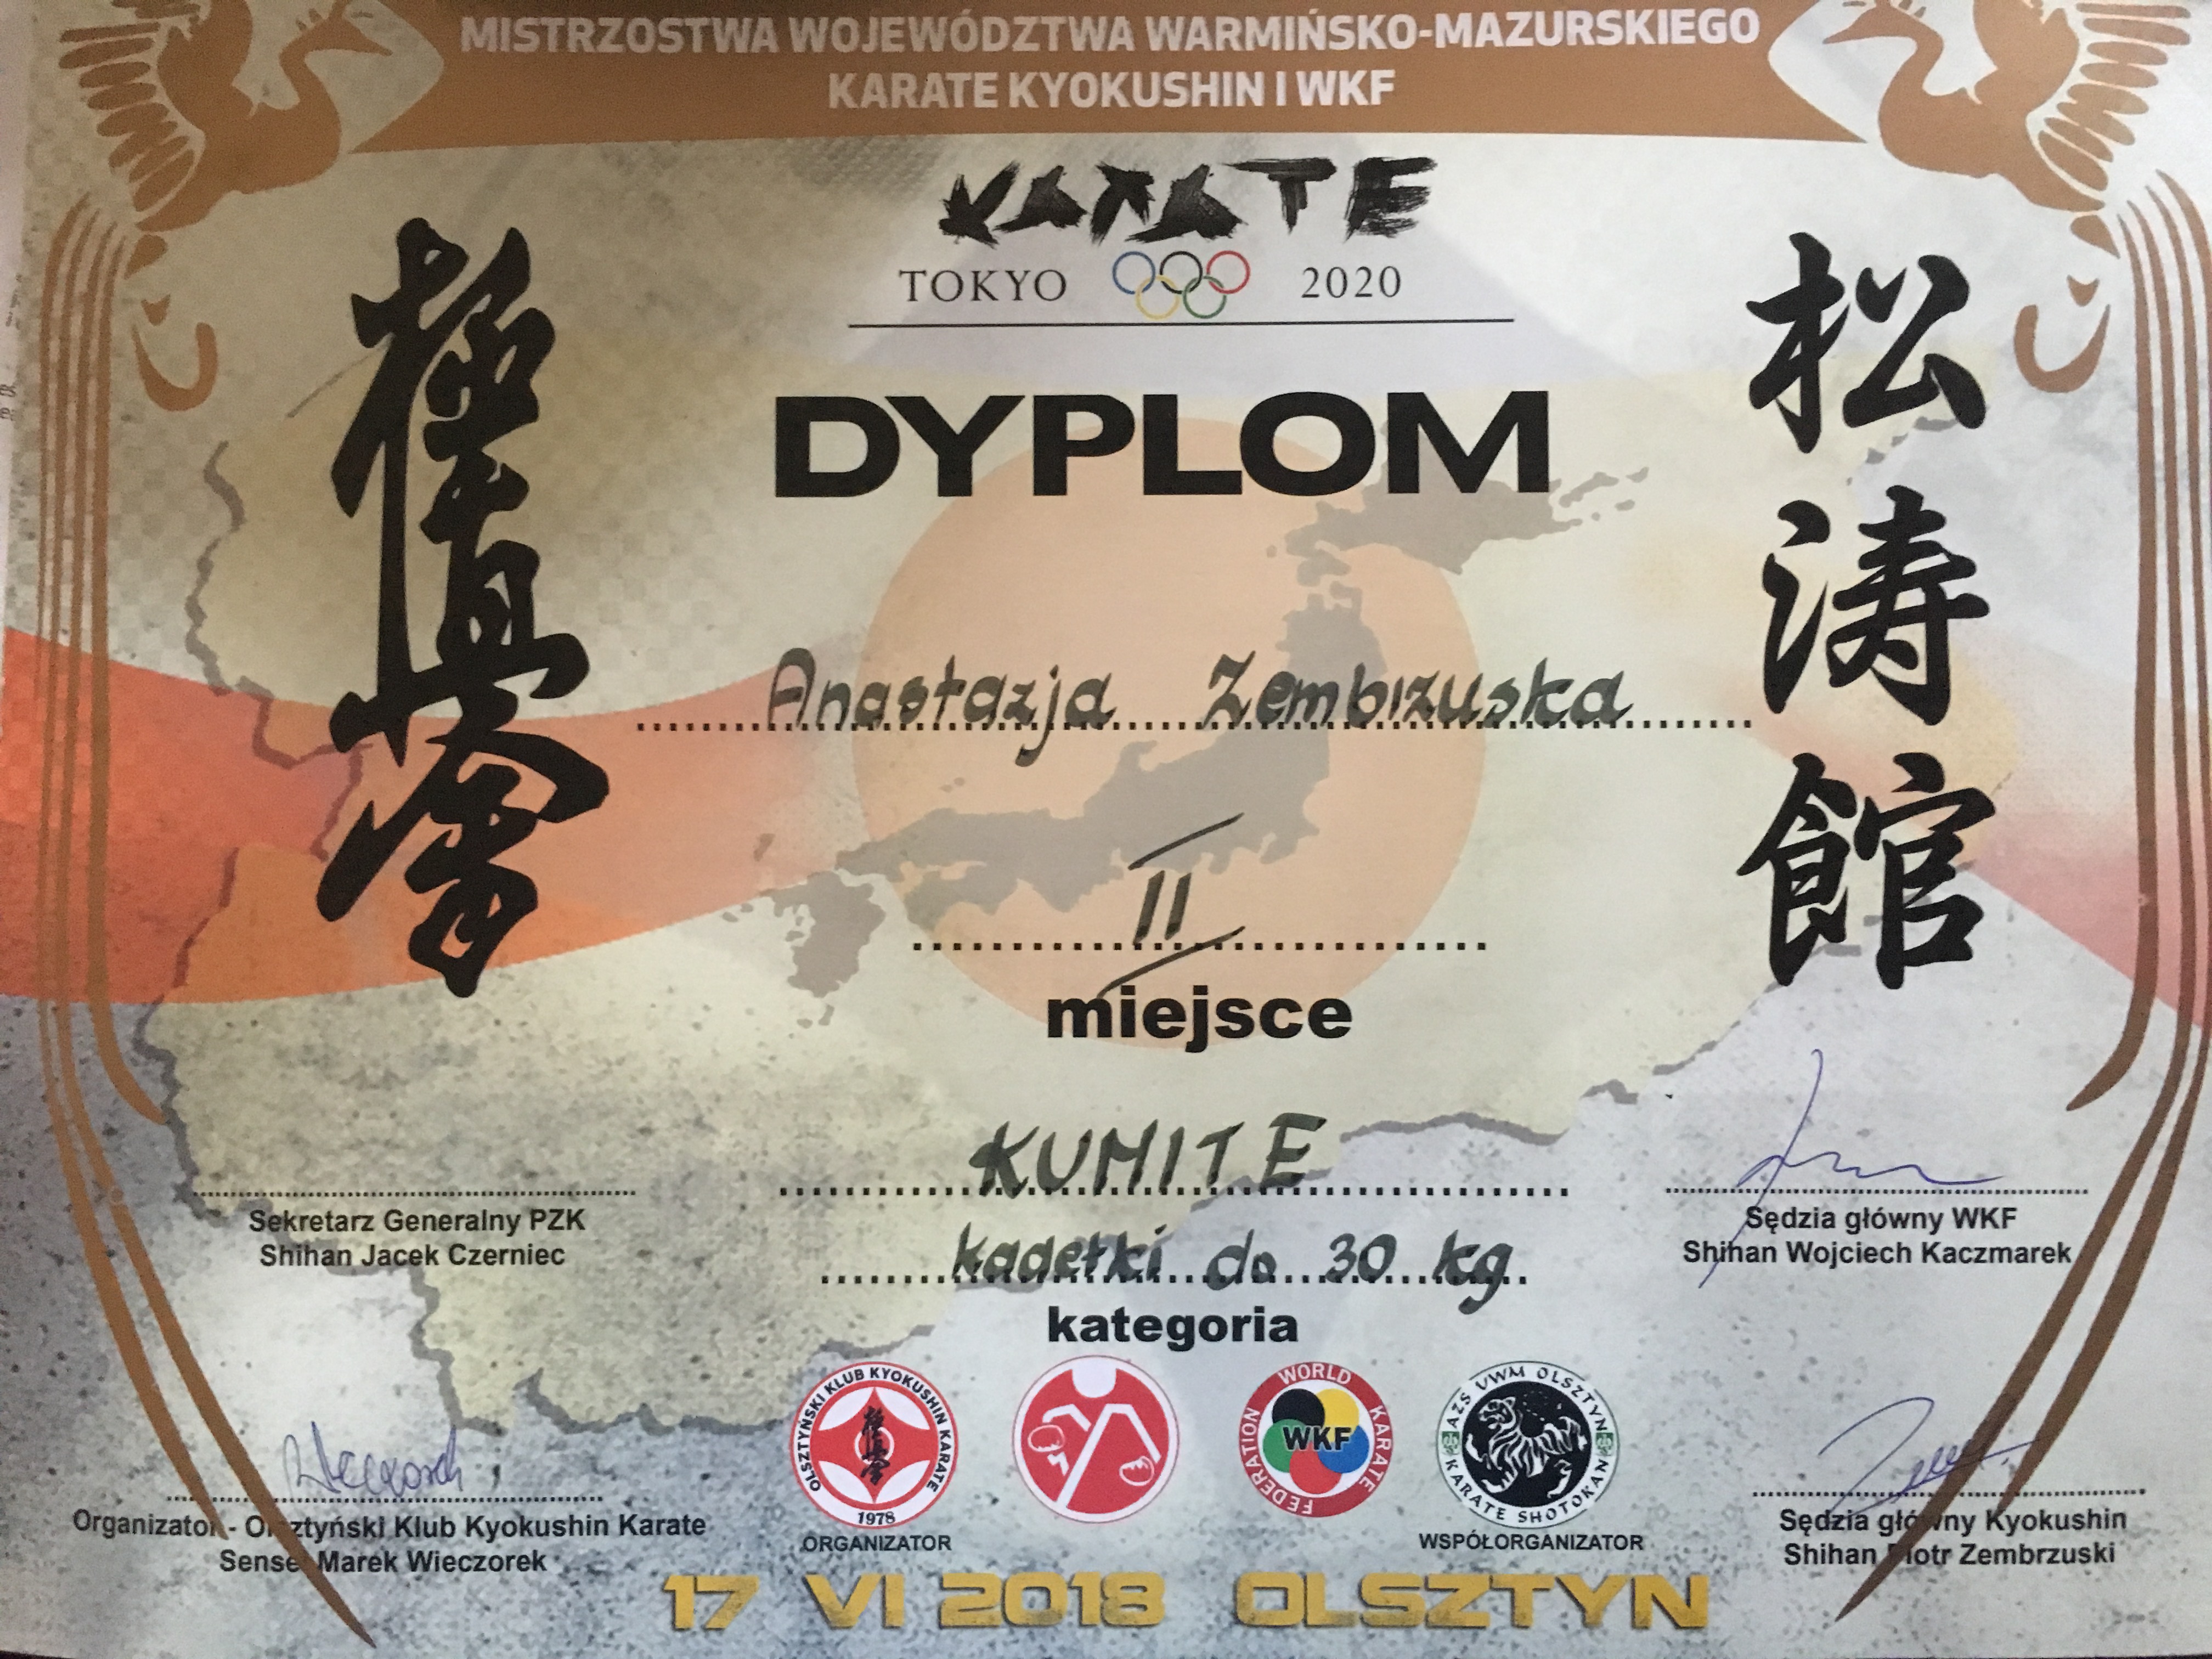 MISTRZOSTWA WOJEWÓDZTWA WARMIŃSKO-MAZURSKIEGO
KARATE KYOKUSHIN I WKF
KARATE
TOKYO 2020
DYPLOM
極真會
松
涛
館
Anastazja Zembrzuska
II
miejsce
KUMITE
Kadetki do 30 kg
kategoria
Sekretarz Generalny PZK
Shihan Jacek Czerniec
Sędzia główny WKF
Shihan Wojciech Kaczmarek
OLSZTYŃSKI KLUB KYOKUSHIN KARATE
極真會
1978
ORGANIZATOR
WORLD KARATE FEDERATION
WKF
AZS UWM OLSZTYN
KARATE SHOTOKAN
WSPÓŁORGANIZATOR
Organizator - Olsztyński Klub Kyokushin Karate
Sensei Marek Wieczorek
Sędzia główny Kyokushin
Shihan Piotr Zembrzuski
17 VI 2018 OLSZTYN